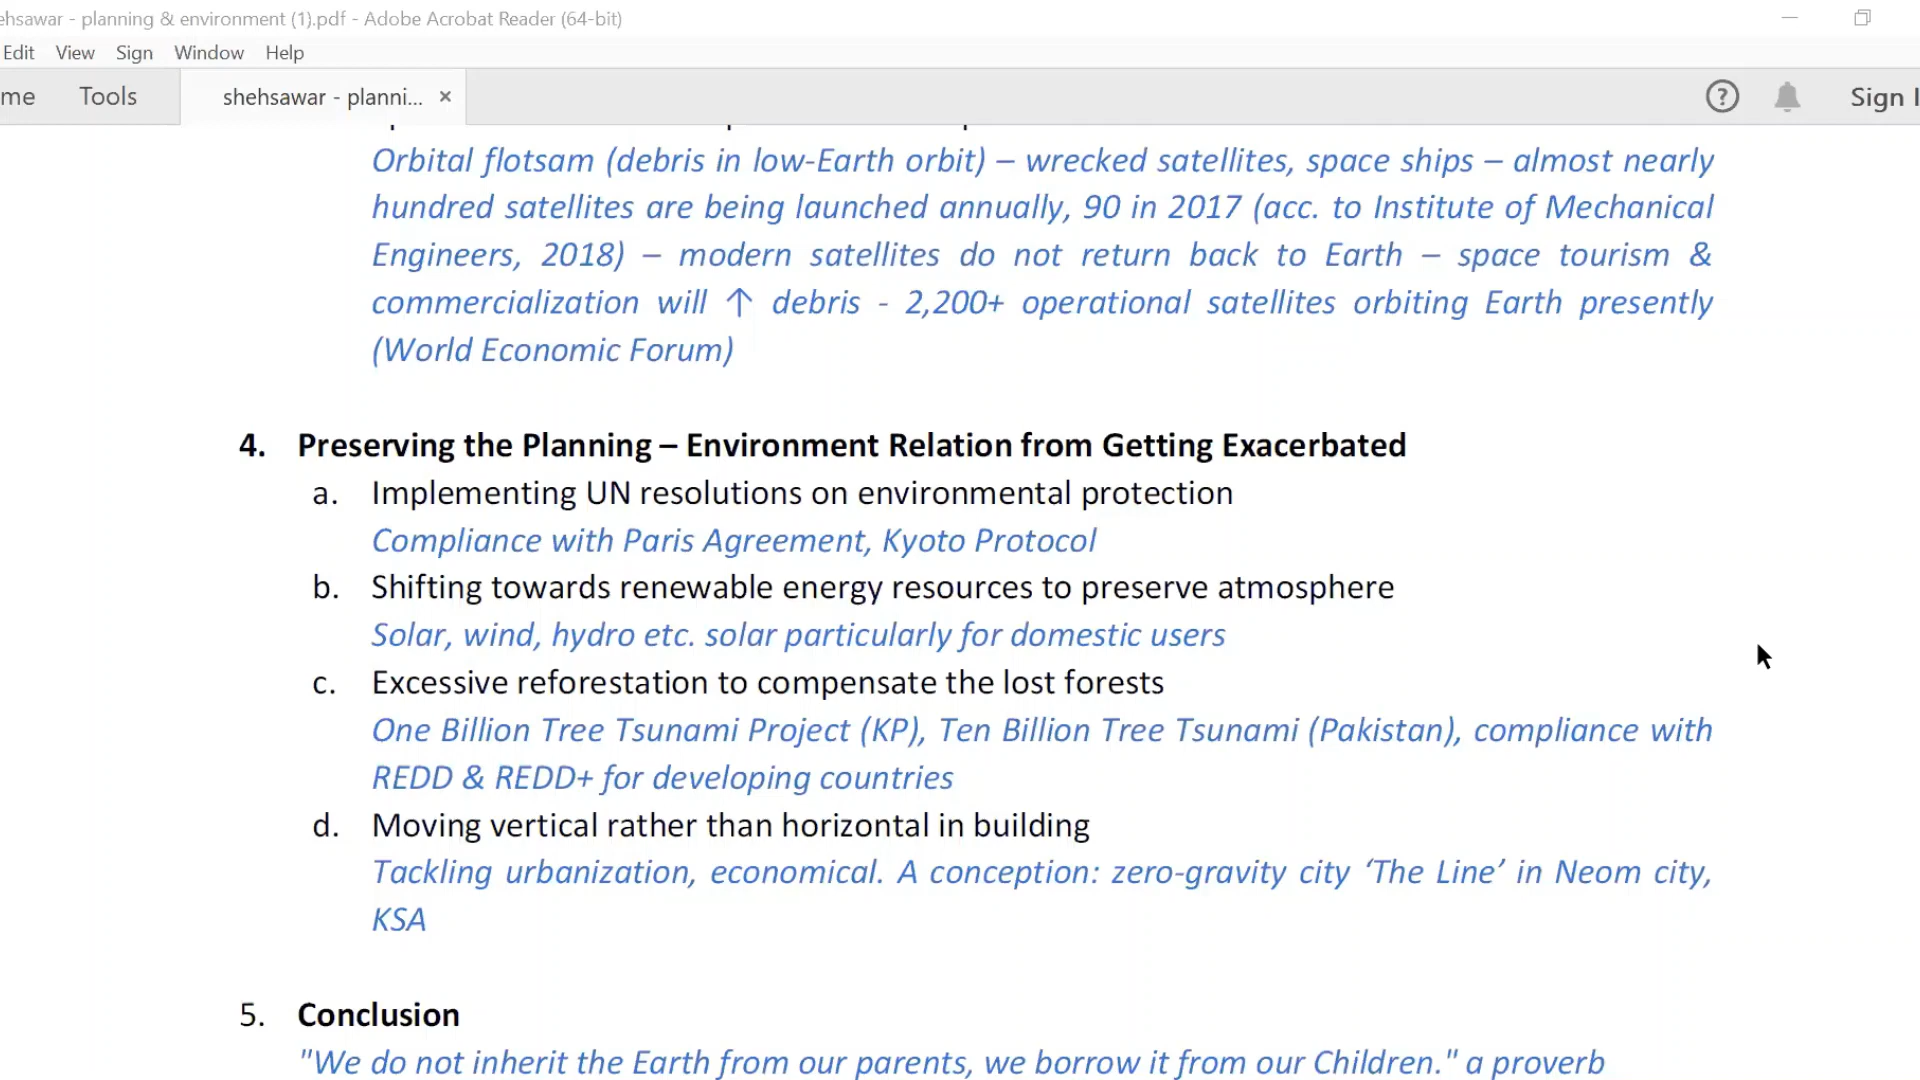 ehsawar - planning & environment (1).pdf - Adobe Acrobat Reader (64-bit)
Edit View Sign Window Help
me Tools shehsawar - planni... × ? Sign I
Orbital flotsam (debris in low-Earth orbit) – wrecked satellites, space ships – almost nearly
hundred satellites are being launched annually, 90 in 2017 (acc. to Institute of Mechanical
Engineers, 2018) – modern satellites do not return back to Earth – space tourism &
commercialization will ↑ debris - 2,200+ operational satellites orbiting Earth presently
(World Economic Forum)
4. Preserving the Planning – Environment Relation from Getting Exacerbated
a. Implementing UN resolutions on environmental protection
Compliance with Paris Agreement, Kyoto Protocol
b. Shifting towards renewable energy resources to preserve atmosphere
Solar, wind, hydro etc. solar particularly for domestic users
c. Excessive reforestation to compensate the lost forests
One Billion Tree Tsunami Project (KP), Ten Billion Tree Tsunami (Pakistan), compliance with
REDD & REDD+ for developing countries
d. Moving vertical rather than horizontal in building
Tackling urbanization, economical. A conception: zero-gravity city ‘The Line’ in Neom city,
KSA
5. Conclusion
"We do not inherit the Earth from our parents, we borrow it from our Children." a proverb